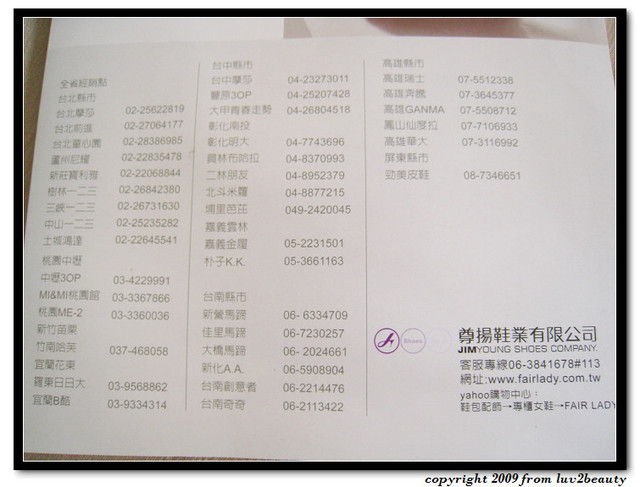 全省經銷點
台北縣市
台北摩莎 02-25622819
台北前進 02-27064177
台北童心園 02-28386985
蘆州尼耀 02-22835478
新莊寶利雅 02-22068844
樹林一二三 02-26842380
三峽一二三 02-26731630
中山一二三 02-25235282
土城鴻達 02-22645541
桃園中壢
中壢3OP 03-4229991
MI&MI桃園館 03-3367866
桃園ME-2 03-3360036
新竹苗栗
竹南哈芙 037-468058
宜蘭花東
羅東日日大 03-9568862
宜蘭B酷 03-9334314
台中縣市
台中摩莎 04-23273011
豐原3OP 04-25207428
大甲青春走勢 04-26804518
彰化南投
彰化明大 04-7743696
員林布哈拉 04-8370993
二林朋友 04-8952379
北斗米蘿 04-8877215
埔里芭芘 049-2420045
嘉義雲林
嘉義金履 05-2231501
朴子K.K. 05-3661163
台南縣市
新營馬蹄 06- 6334709
佳里馬蹄 06-7230257
大橋馬蹄 06- 2024661
新化A.A. 06-5908904
台南創意者 06-2214476
台南奇奇 06-2113422
高雄縣市
高雄瑞士 07-5512338
高雄奔騰 07-3645377
高雄GANMA 07-5508712
鳳山仙度拉 07-7106933
高雄華大 07-3116992
屏東縣市
勁美皮鞋 08-7346651
Shoes
尊揚鞋業有限公司
JIMYOUNG SHOES COMPANY.
客服專線06-3841678#113
網址:www.fairlady.com.tw
yahoo購物中心：
鞋包配飾→專櫃女鞋→FAIR LADY
copyright 2009 from luv2beauty